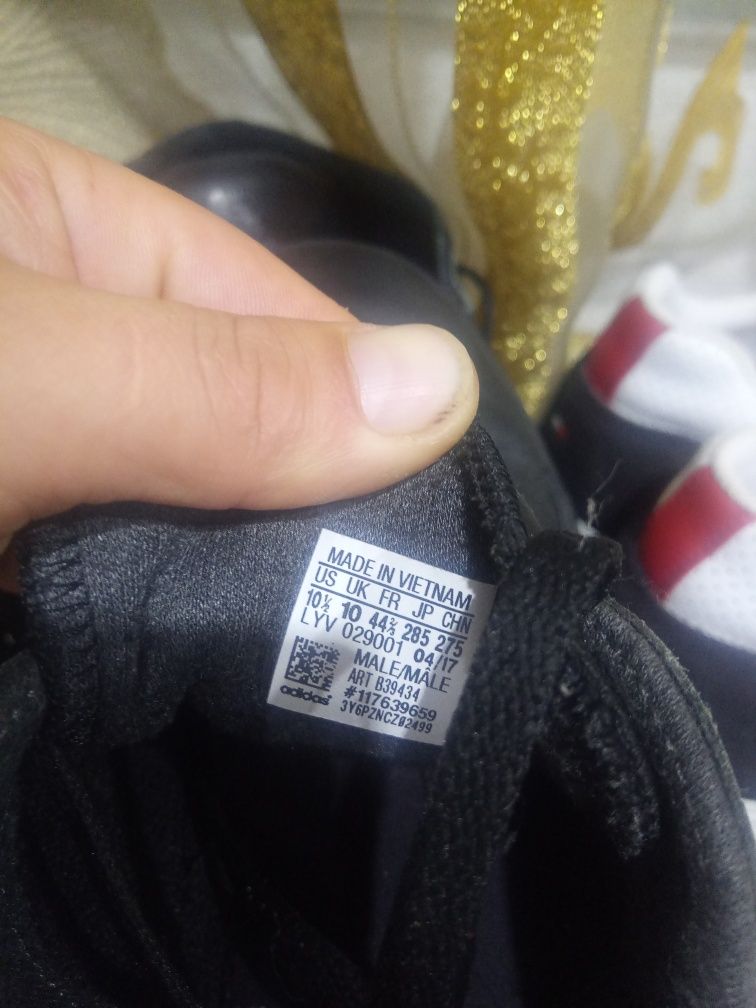 MADE IN VIETNAM
US UK FR JP CHN
10½ 10 44⅔ 285 275
LYV 029001 04/17
MALE/MÂLE
ART B39434
#117639659
adidas. 3Y6PZNCZ02499